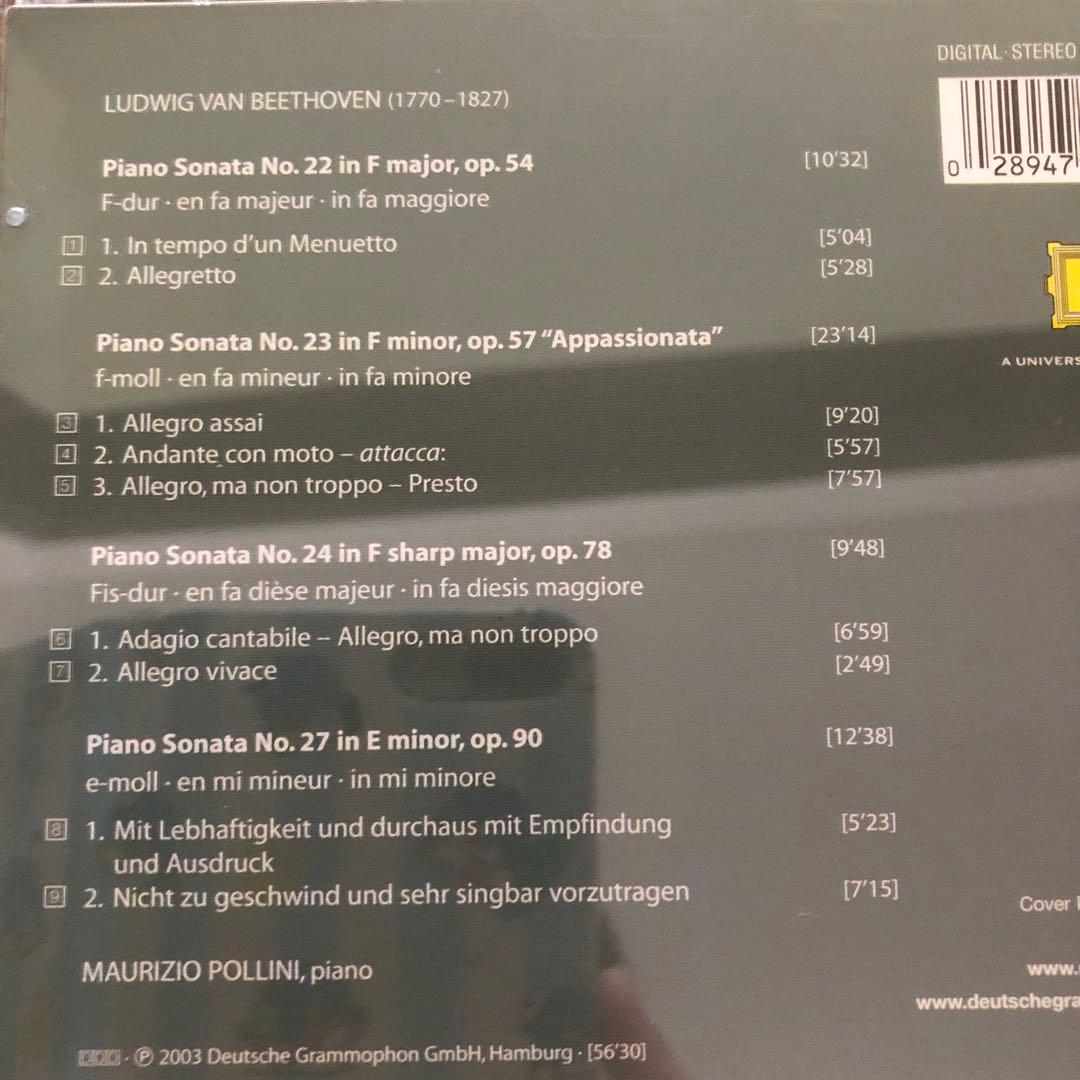 DIGITAL · STEREO
LUDWIG VAN BEETHOVEN (1770–1827)
0 28947
Piano Sonata No. 22 in F major, op. 54 [10'32]
F-dur · en fa majeur · in fa maggiore
1 1. In tempo d'un Menuetto [5'04]
2 2. Allegretto [5'28]
Piano Sonata No. 23 in F minor, op. 57 “Appassionata” [23'14]
f-moll · en fa mineur · in fa minore
A UNIVERS
3 1. Allegro assai [9'20]
4 2. Andante con moto – attacca: [5'57]
5 3. Allegro, ma non troppo – Presto [7'57]
Piano Sonata No. 24 in F sharp major, op. 78 [9'48]
Fis-dur · en fa dièse majeur · in fa diesis maggiore
6 1. Adagio cantabile – Allegro, ma non troppo [6'59]
7 2. Allegro vivace [2'49]
Piano Sonata No. 27 in E minor, op. 90 [12'38]
e-moll · en mi mineur · in mi minore
8 1. Mit Lebhaftigkeit und durchaus mit Empfindung [5'23]
und Ausdruck
9 2. Nicht zu geschwind und sehr singbar vorzutragen [7'15]
Cover
MAURIZIO POLLINI, piano
www.
www.deutschegra
DDD · ℗ 2003 Deutsche Grammophon GmbH, Hamburg · [56'30]